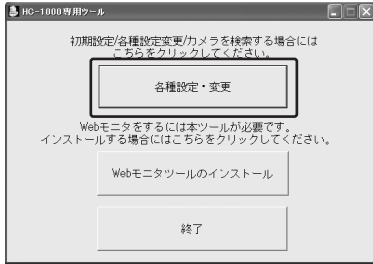 HC-1000専用ツール
初期設定/各種設定変更/カメラを検索する場合には
こちらをクリックしてください。
各種設定・変更
Webモニタをするには本ツールが必要です。
インストールする場合にはこちらをクリックしてください。
Webモニタツールのインストール
終了